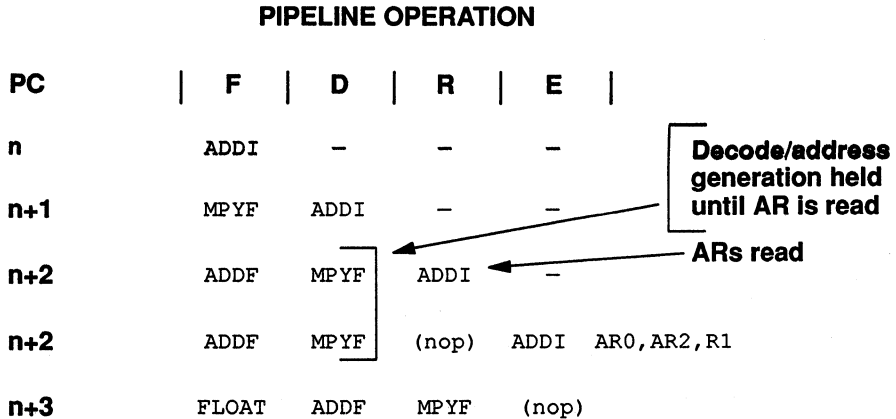 PIPELINE OPERATION
PC | F | D | R | E |
n ADDI – – –
n+1 MPYF ADDI – –
n+2 ADDF MPYF ADDI –
n+2 ADDF MPYF (nop) ADDI AR0,AR2,R1
n+3 FLOAT ADDF MPYF (nop)
Decode/address
generation held
until AR is read
ARs read